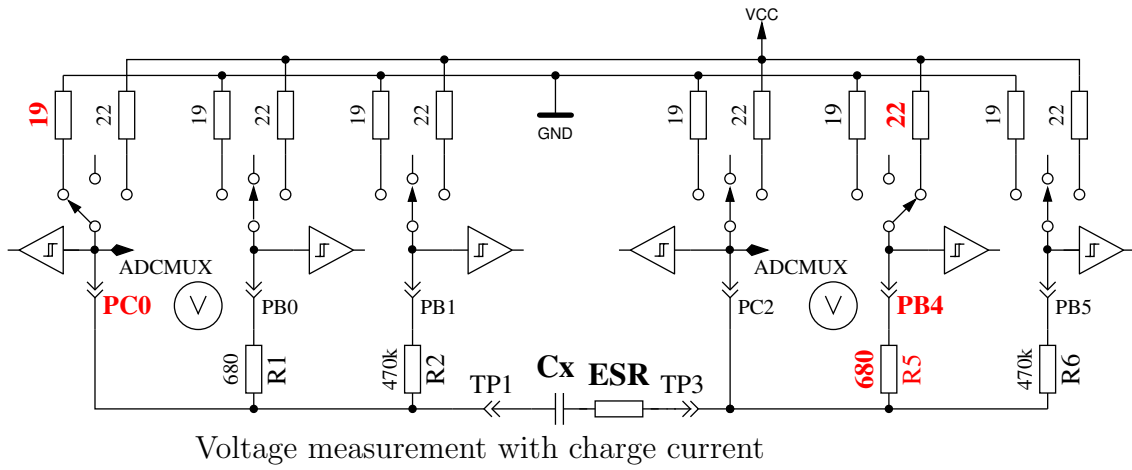 VCC
19
22
19
22
19
22
GND
19
22
19
22
19
22
ADCMUX
ADCMUX
PC0
V
PB0
PB1
PC2
V
PB4
PB5
680
R1
470k
R2
TP1
Cx
ESR
TP3
680
R5
470k
R6
Voltage measurement with charge current